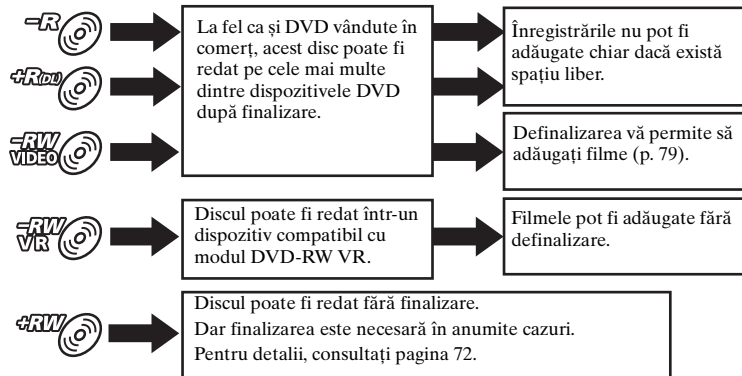 -R
La fel ca și DVD vândute în
comerț, acest disc poate fi
redat pe cele mai multe
dintre dispozitivele DVD
după finalizare.
Înregistrările nu pot fi
adăugate chiar dacă există
spațiu liber.
+R(DL)
-RW
VIDEO
Definalizarea vă permite să
adăugați filme (p. 79).
-RW
VR
Discul poate fi redat într-un
dispozitiv compatibil cu
modul DVD-RW VR.
Filmele pot fi adăugate fără
definalizare.
+RW
Discul poate fi redat fără finalizare.
Dar finalizarea este necesară în anumite cazuri.
Pentru detalii, consultați pagina 72.